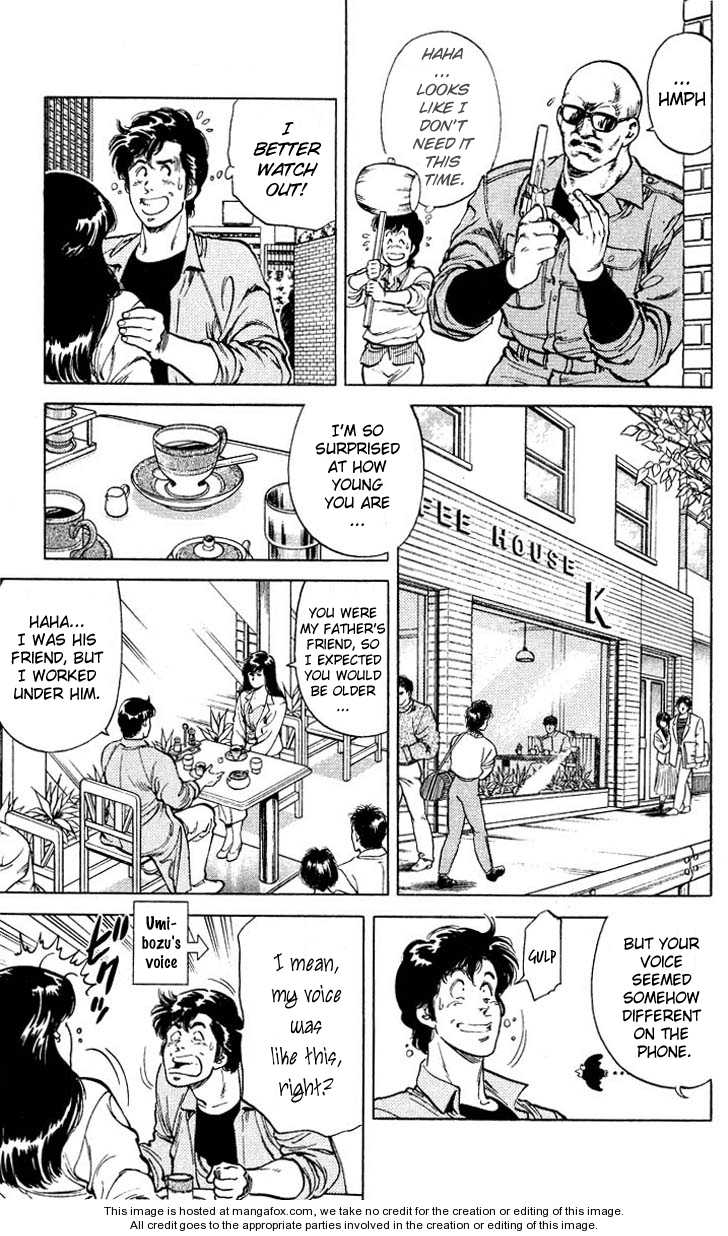 ...
HMPH
HAHA
...
LOOKS
LIKE I
DON'T
NEED IT
THIS
TIME.
I
BETTER
WATCH
OUT!
FEE HOUSE
K
I'M SO
SURPRISED
AT HOW
YOUNG
YOU ARE
...
YOU WERE
MY FATHER'S
FRIEND, SO
I EXPECTED
YOU WOULD
BE OLDER
...
HAHA...
I WAS HIS
FRIEND, BUT
I WORKED
UNDER HIM.
BUT YOUR
VOICE
SEEMED
SOMEHOW
DIFFERENT
ON THE
PHONE.
GULP
I mean,
my voice
was
like this,
right?
Umi-
bozu's
voice
ビクッ
This image is hosted at mangafox.com, we take no credit for the creation or editing of this image.
All credit goes to the appropriate parties involved in the creation or editing of this image.